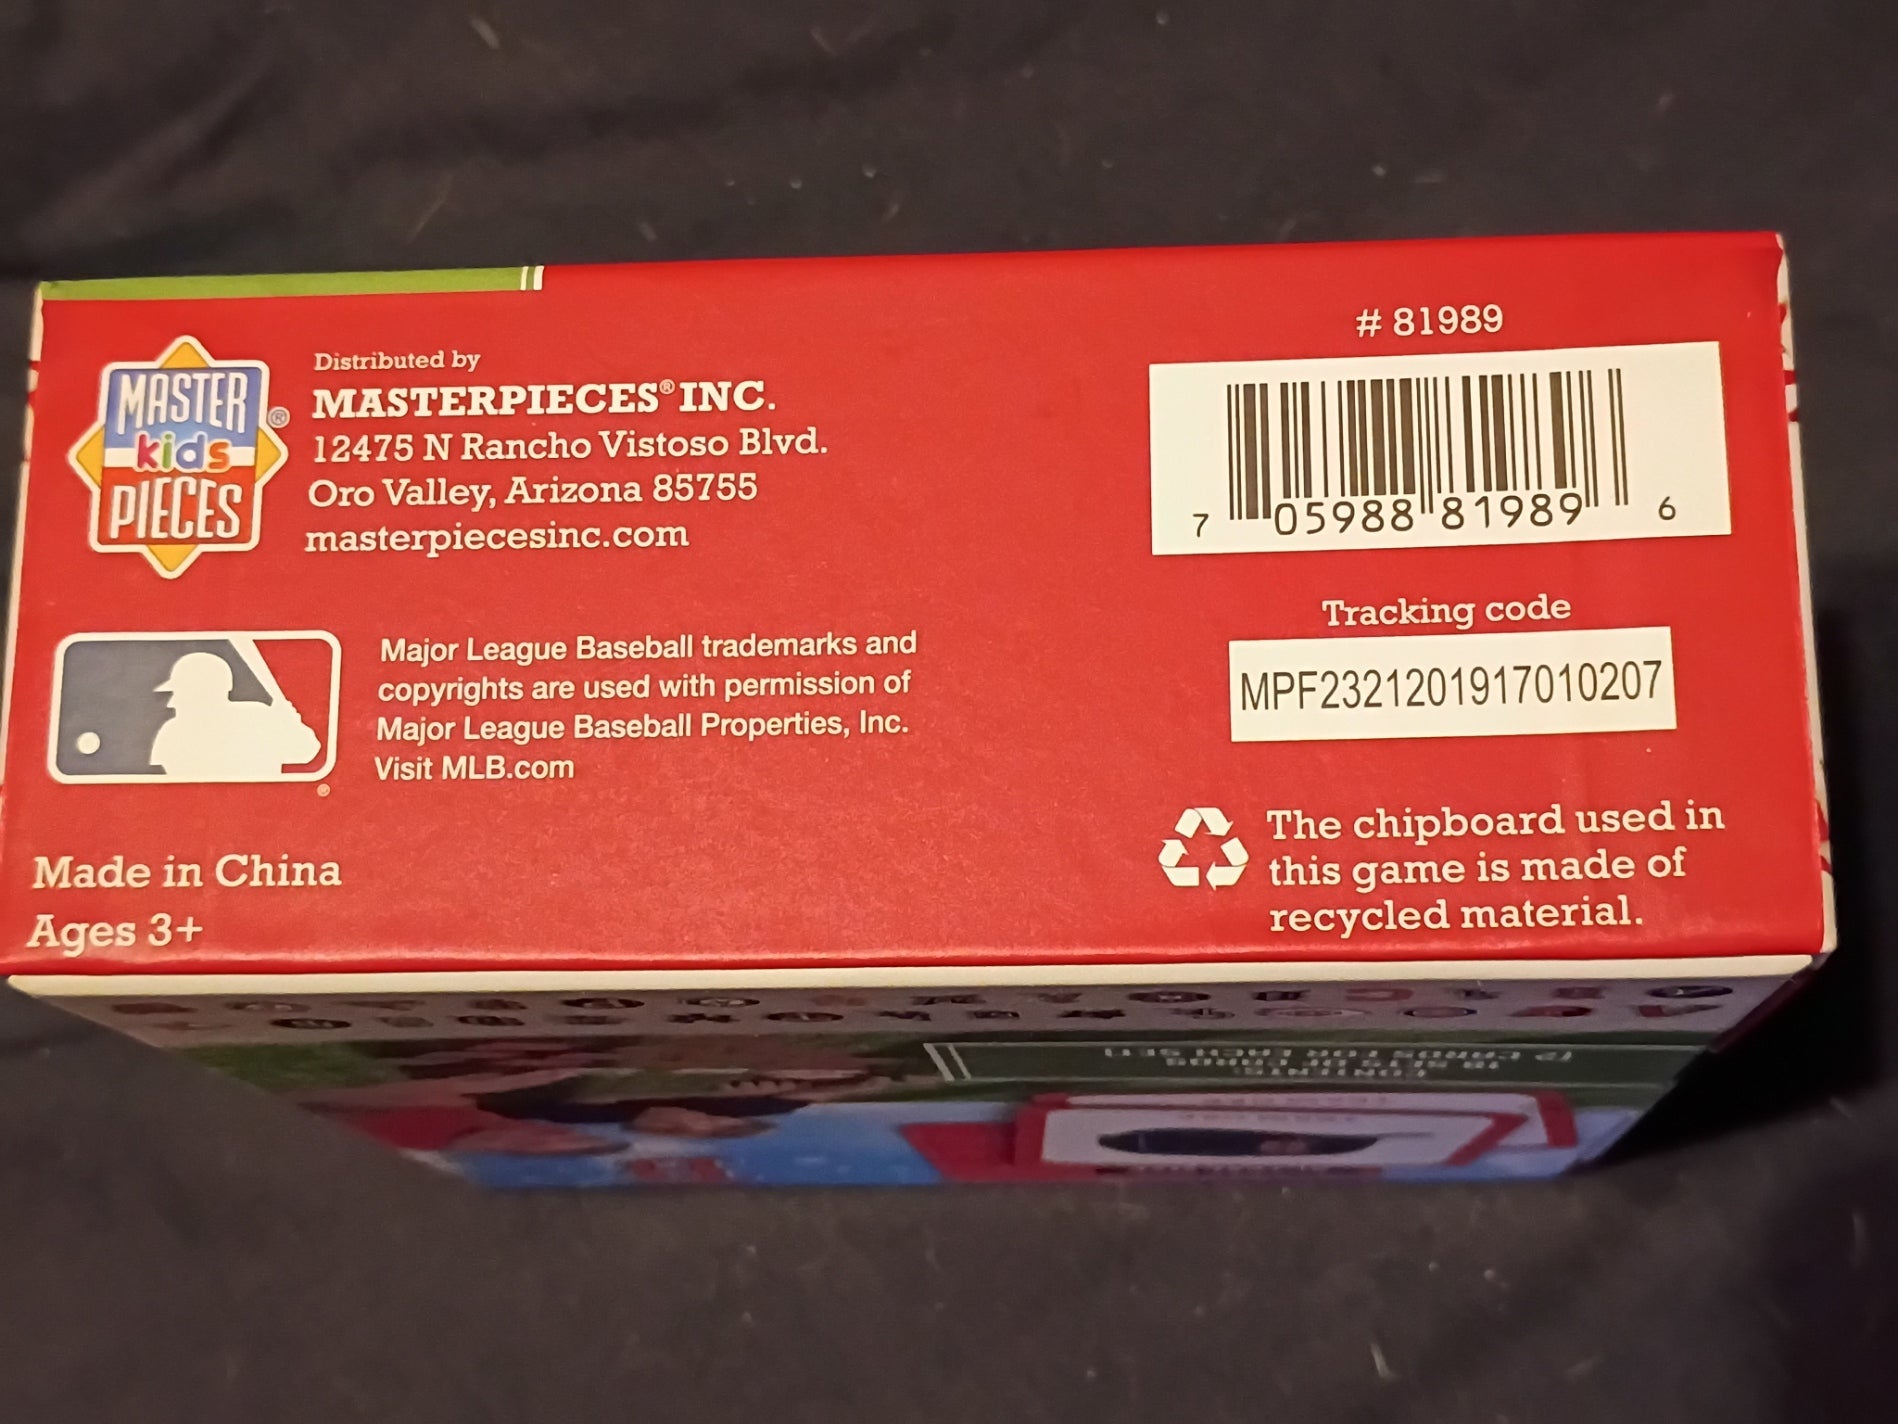 MASTER
kids
PIECES
®
Distributed by
MASTERPIECES® INC.
12475 N Rancho Vistoso Blvd.
Oro Valley, Arizona 85755
masterpiecesinc.com
# 81989
7 05988 81989 6
Tracking code
MPF2321201917010207
Major League Baseball trademarks and
copyrights are used with permission of
Major League Baseball Properties, Inc.
Visit MLB.com
Made in China
Ages 3+
The chipboard used in
this game is made of
recycled material.
CONTENTS: